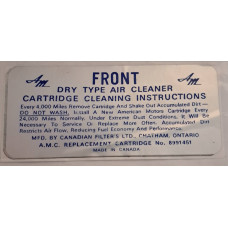 AM FRONT AM
DRY TYPE AIR CLEANER
CARTRIDGE CLEANING INSTRUCTIONS
Every 4,000 Miles Remove Cartridge And Shake Out Accumulated Dirt —
DO NOT WASH. Install A New American Motors Cartridge Every
24,000 Miles Normally. Under Extreme Dust Conditions, It Will Be
Necessary To Service Or Replace More Often. Accumulated Dirt
Restricts Air Flow, Reducing Fuel Economy And Performance.
MFD. BY CANADIAN FILTER'S LTD., CHATHAM, ONTARIO
A.M.C. REPLACEMENT CARTRIDGE No. 8991451
MADE IN CANADA